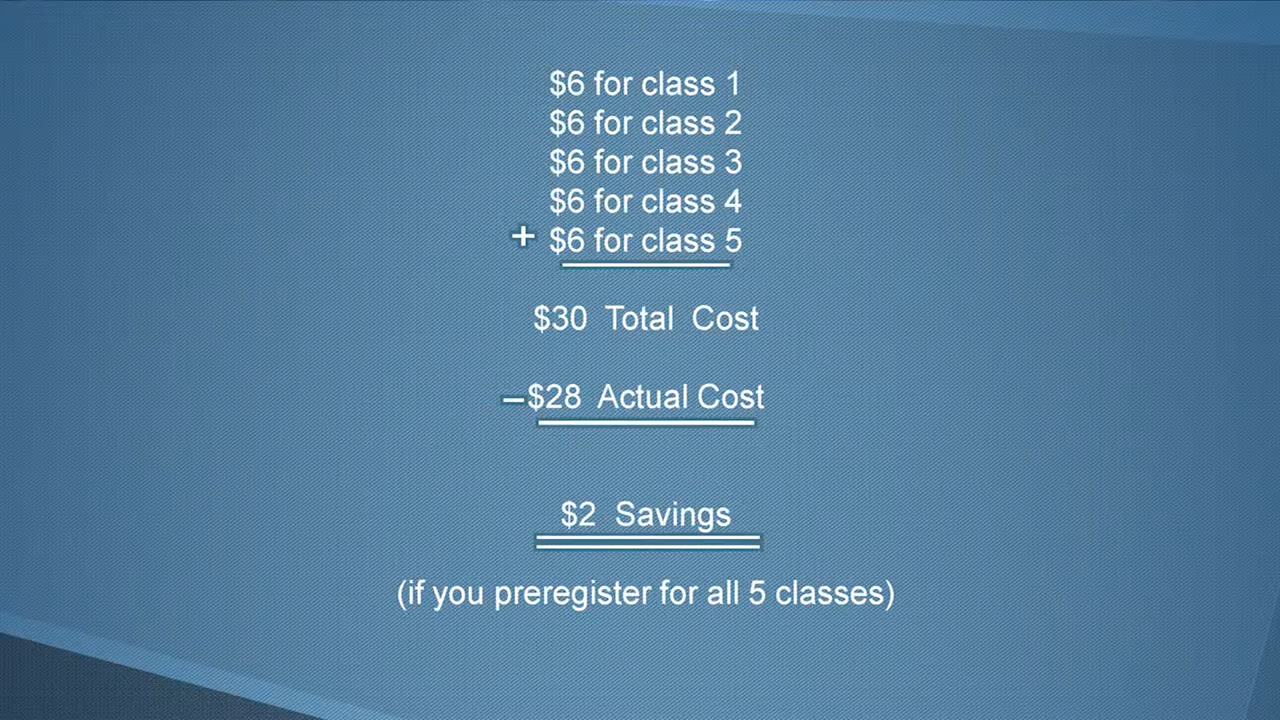 $6 for class 1
$6 for class 2
$6 for class 3
$6 for class 4
+ $6 for class 5
$30 Total Cost
–$28 Actual Cost
$2 Savings
(if you preregister for all 5 classes)